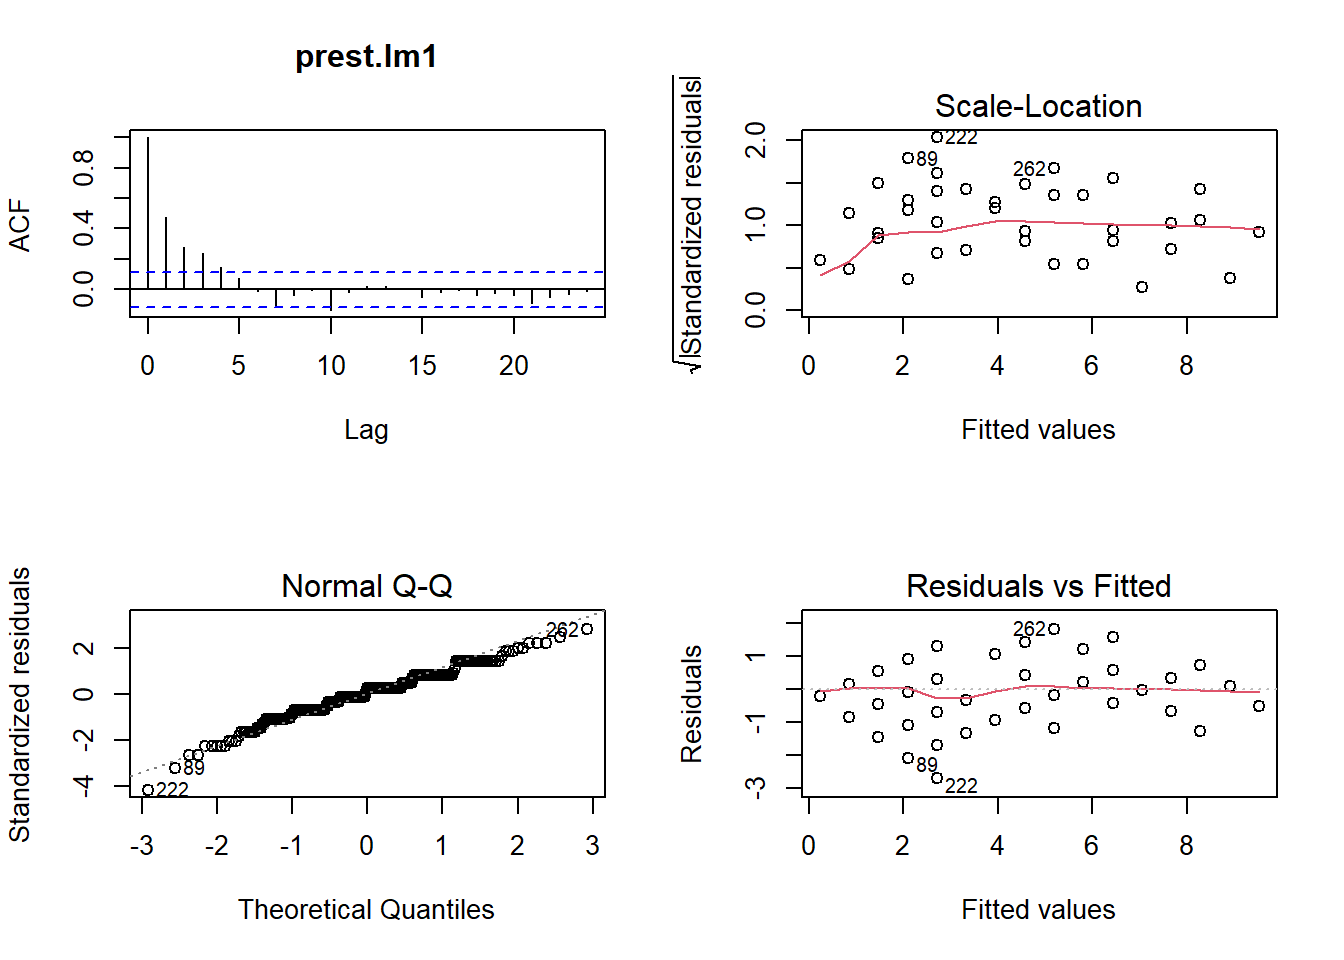 prest.lm1
ACF
0.0 0.4 0.8
0 5 10 15 20
Lag
Scale-Location
√|Standardized residuals|
0.0 1.0 2.0
222
89
262
0 2 4 6 8
Fitted values
Normal Q-Q
Standardized residuals
-4 -2 0 2
262
89
222
-3 -2 -1 0 1 2 3
Theoretical Quantiles
Residuals vs Fitted
Residuals
-3 -1 1
262
89
222
0 2 4 6 8
Fitted values